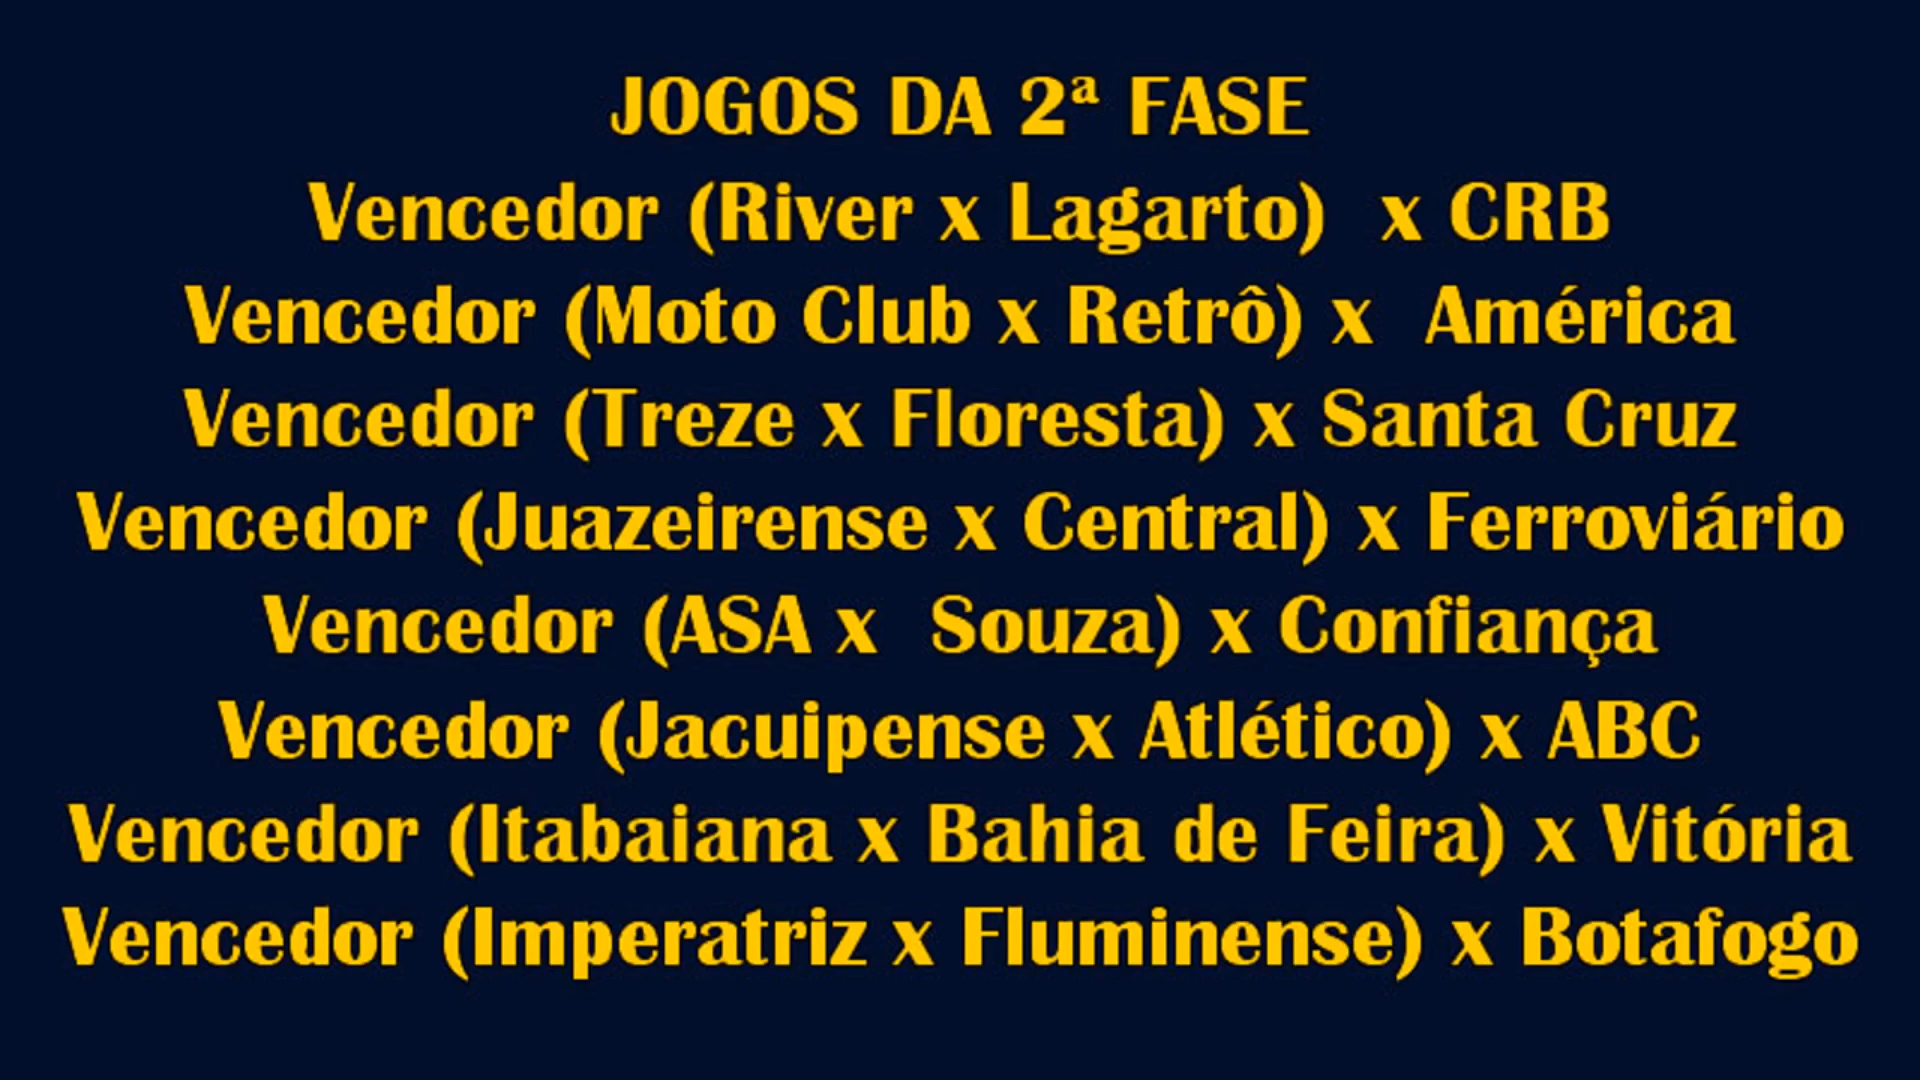 JOGOS DA 2ª FASE
Vencedor (River x Lagarto) x CRB
Vencedor (Moto Club x Retrô) x América
Vencedor (Treze x Floresta) x Santa Cruz
Vencedor (Juazeirense x Central) x Ferroviário
Vencedor (ASA x Souza) x Confiança
Vencedor (Jacuipense x Atlético) x ABC
Vencedor (Itabaiana x Bahia de Feira) x Vitória
Vencedor (Imperatriz x Fluminense) x Botafogo